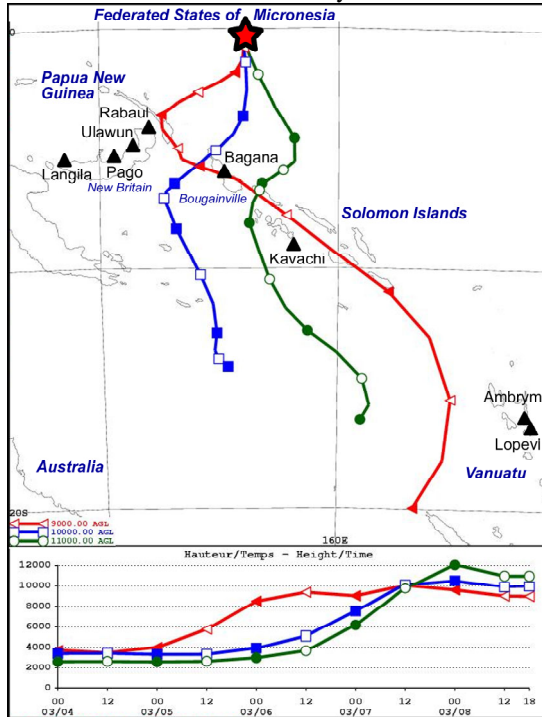 Federated States of Micronesia
0
Papua New
Guinea
Rabaul
Ulawun
Bagana
Langila
Pago
New Britain
Bougainville
Solomon Islands
Kavachi
Ambrym
Lopevi
Australia
Vanuatu
20S
9000.00 AGL
10000.00 AGL
11000.00 AGL
160E
Hauteur/Temps - Height/Time
12000
10000
8000
6000
4000
2000
0
00 12 00 12 00 12 00 12 00 12 18
03/04 03/05 03/06 03/07 03/08